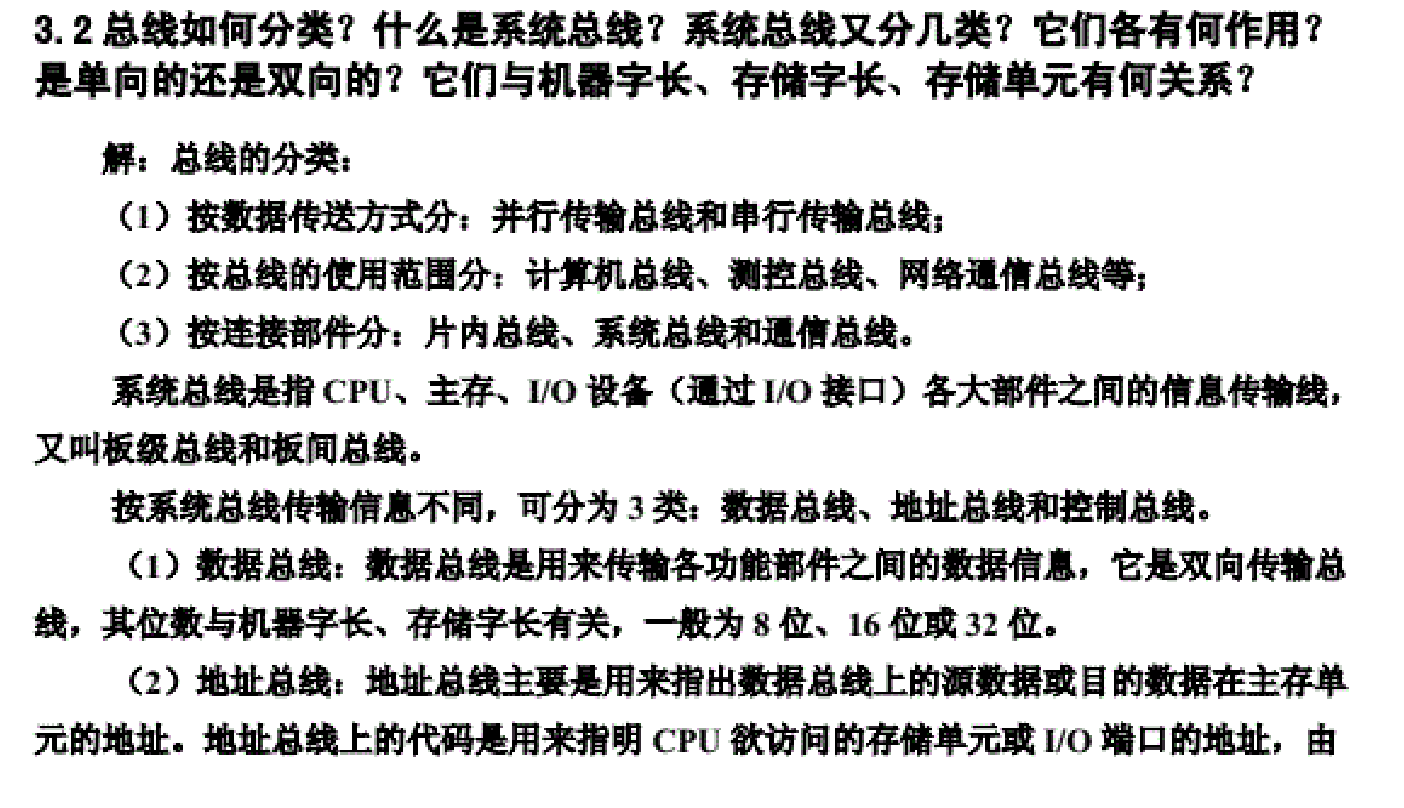 3.2 总线如何分类？什么是系统总线？系统总线又分几类？它们各有何作用？
是单向的还是双向的？它们与机器字长、存储字长、存储单元有何关系？
解：总线的分类：
（1）按数据传送方式分：并行传输总线和串行传输总线；
（2）按总线的使用范围分：计算机总线、测控总线、网络通信总线等；
（3）按连接部件分：片内总线、系统总线和通信总线。
系统总线是指 CPU、主存、I/O 设备（通过 I/O 接口）各大部件之间的信息传输线，
又叫板级总线和板间总线。
按系统总线传输信息不同，可分为 3 类：数据总线、地址总线和控制总线。
（1）数据总线：数据总线是用来传输各功能部件之间的数据信息，它是双向传输总
线，其位数与机器字长、存储字长有关，一般为 8 位、16 位或 32 位。
（2）地址总线：地址总线主要是用来指出数据总线上的源数据或目的数据在主存单
元的地址。地址总线上的代码是用来指明 CPU 欲访问的存储单元或 I/O 端口的地址，由